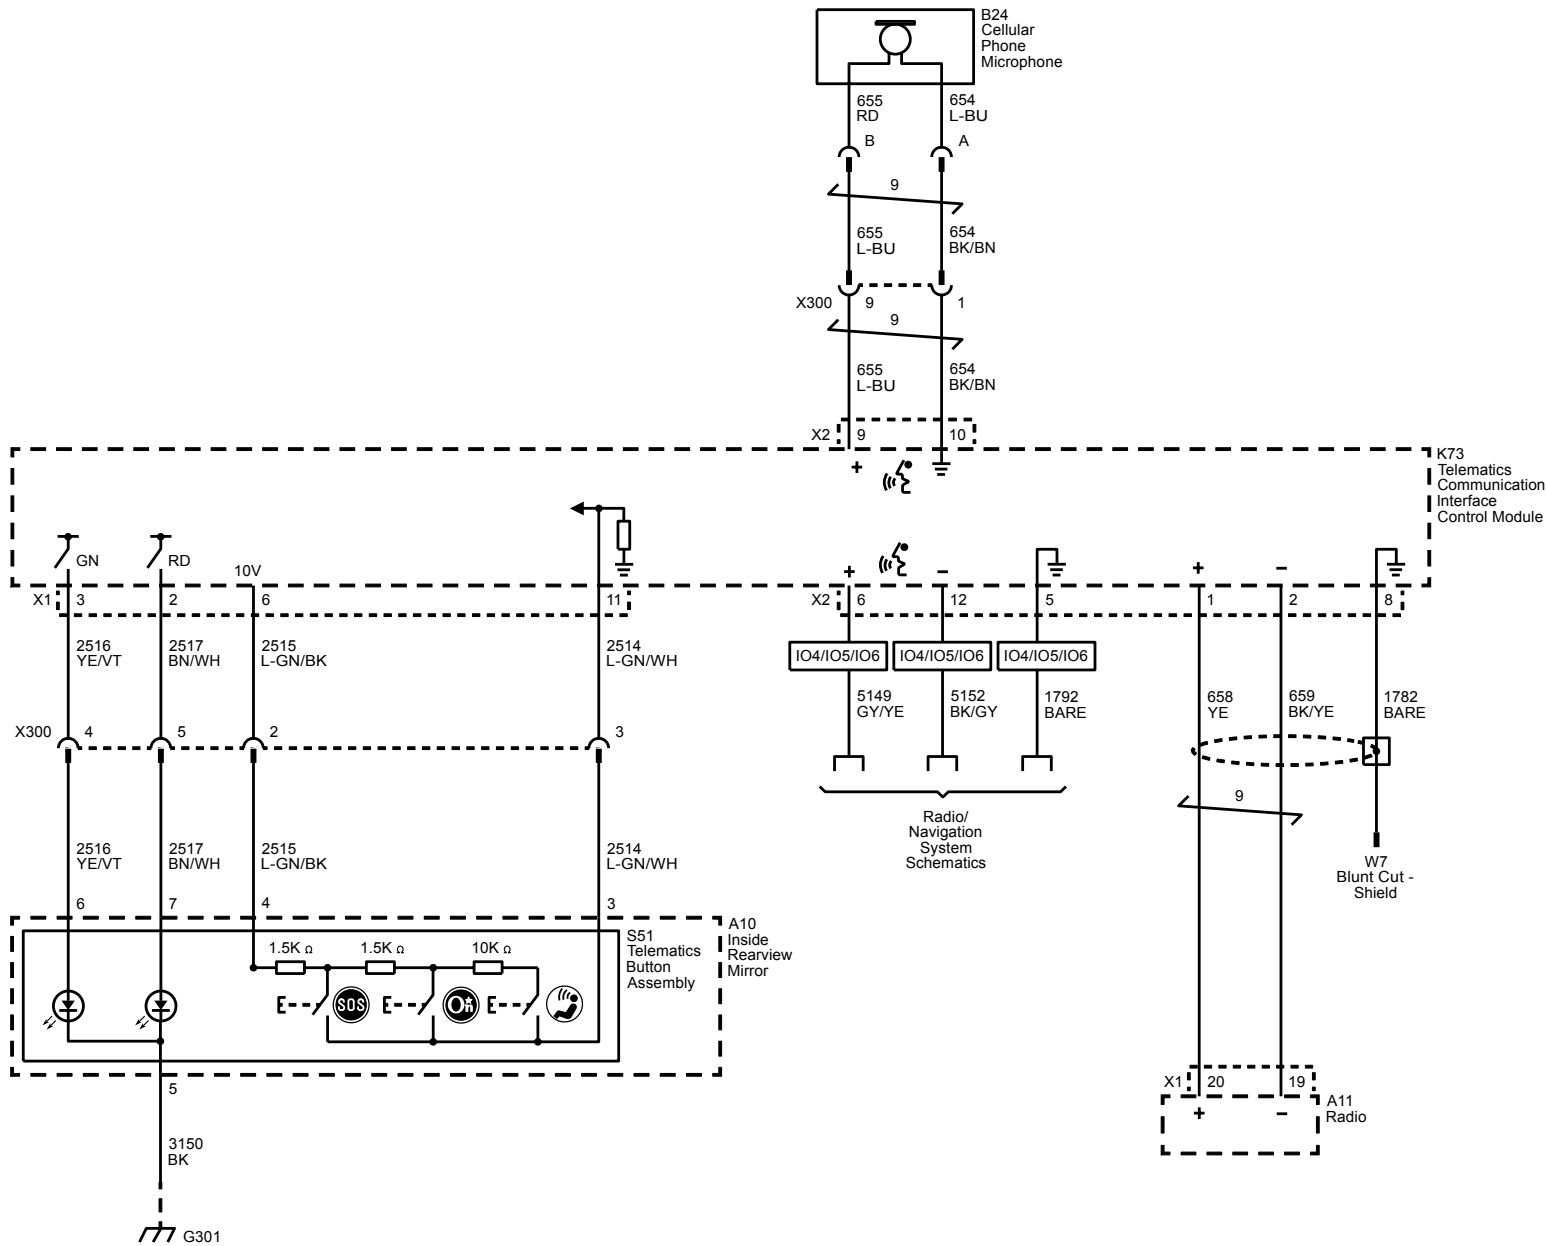 B24
Cellular
Phone
Microphone
655
RD
654
L-BU
B
A
9
655
L-BU
654
BK/BN
X300
9
1
9
655
L-BU
654
BK/BN
X2
9
10
+
K73
Telematics
Communication
Interface
Control Module
GN
RD
10V
+
−
+
−
X1
3
2
6
11
X2
6
12
5
1
2
8
2516
YE/VT
2517
BN/WH
2515
L-GN/BK
2514
L-GN/WH
IO4/IO5/IO6
IO4/IO5/IO6
IO4/IO5/IO6
5149
GY/YE
5152
BK/GY
1792
BARE
658
YE
659
BK/YE
1782
BARE
X300
4
5
2
3
9
Radio/
Navigation
System
Schematics
W7
Blunt Cut -
Shield
2516
YE/VT
2517
BN/WH
2515
L-GN/BK
2514
L-GN/WH
6
7
4
3
A10
Inside
Rearview
Mirror
S51
Telematics
Button
Assembly
1.5K Ω
1.5K Ω
10K Ω
SOS
On
5
3150
BK
G301
X1
20
19
+
−
A11
Radio